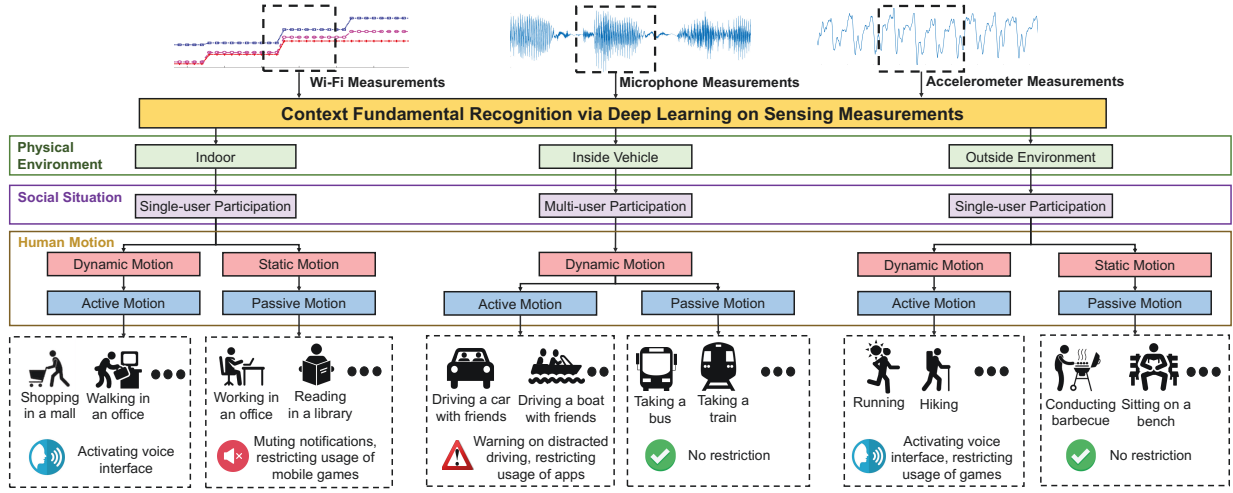 Wi-Fi Measurements
Microphone Measurements
Accelerometer Measurements
Context Fundamental Recognition via Deep Learning on Sensing Measurements
Physical
Environment
Indoor
Inside Vehicle
Outside Environment
Social Situation
Single-user Participation
Multi-user Participation
Single-user Participation
Human Motion
Dynamic Motion
Static Motion
Dynamic Motion
Dynamic Motion
Static Motion
Active Motion
Passive Motion
Active Motion
Passive Motion
Active Motion
Passive Motion
Shopping
in a mall
Walking in
an office
Activating voice
interface
Working in
an office
Reading
in a library
Muting notifications,
restricting usage of
mobile games
Driving a car
with friends
Driving a boat
with friends
Warning on distracted
driving, restricting
usage of apps
Taking a
bus
Taking a
train
No restriction
Running
Hiking
Activating voice
interface, restricting
usage of games
Conducting
barbecue
Sitting on a
bench
No restriction